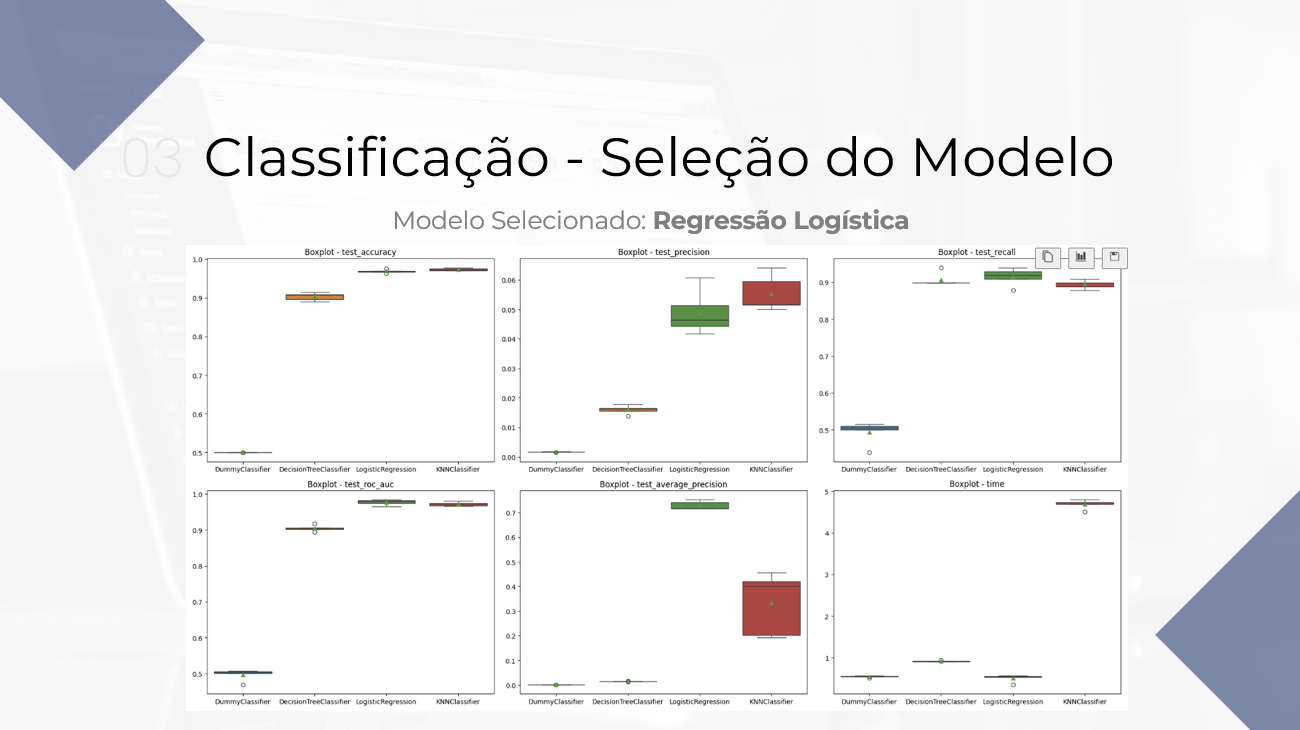 03 Classificação - Seleção do Modelo
Modelo Selecionado: Regressão Logística
Boxplot - test_accuracy
1.0
0.9
0.8
0.7
0.6
0.5
DummyClassifier DecisionTreeClassifier LogisticRegression KNNClassifier
Boxplot - test_precision
0.06
0.05
0.04
0.03
0.02
0.01
0.00
DummyClassifier DecisionTreeClassifier LogisticRegression KNNClassifier
Boxplot - test_recall
0.9
0.8
0.7
0.6
0.5
DummyClassifier DecisionTreeClassifier LogisticRegression KNNClassifier
Boxplot - test_roc_auc
1.0
0.9
0.8
0.7
0.6
0.5
DummyClassifier DecisionTreeClassifier LogisticRegression KNNClassifier
Boxplot - test_average_precision
0.7
0.6
0.5
0.4
0.3
0.2
0.1
0.0
DummyClassifier DecisionTreeClassifier LogisticRegression KNNClassifier
Boxplot - time
5
4
3
2
1
DummyClassifier DecisionTreeClassifier LogisticRegression KNNClassifier